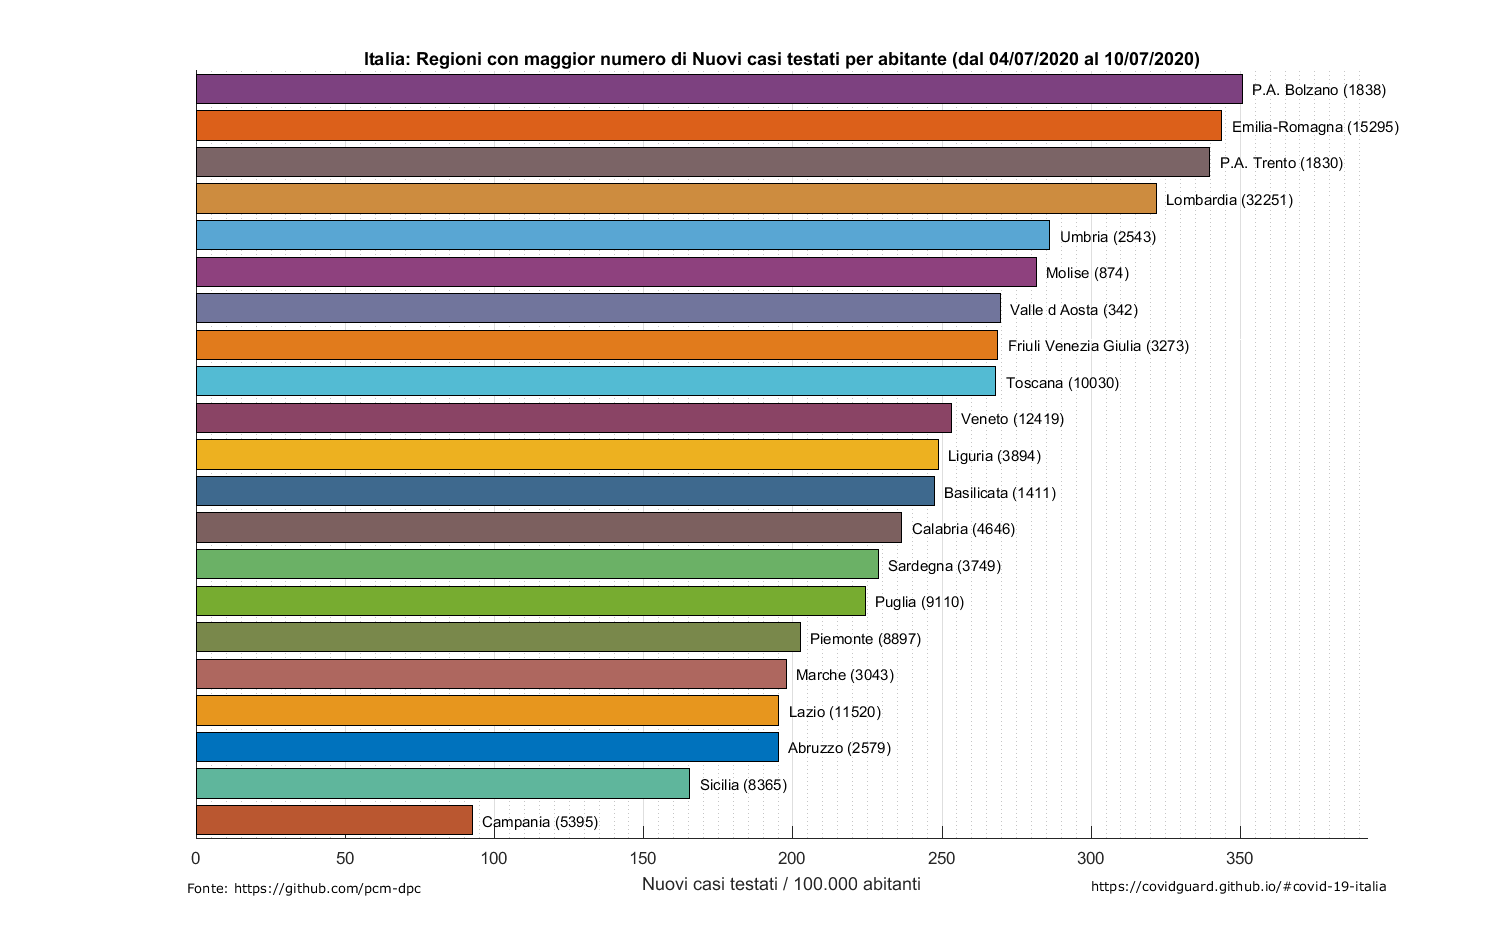 Italia: Regioni con maggior numero di Nuovi casi testati per abitante (dal 04/07/2020 al 10/07/2020)
P.A. Bolzano (1838)
Emilia-Romagna (15295)
P.A. Trento (1830)
Lombardia (32251)
Umbria (2543)
Molise (874)
Valle d Aosta (342)
Friuli Venezia Giulia (3273)
Toscana (10030)
Veneto (12419)
Liguria (3894)
Basilicata (1411)
Calabria (4646)
Sardegna (3749)
Puglia (9110)
Piemonte (8897)
Marche (3043)
Lazio (11520)
Abruzzo (2579)
Sicilia (8365)
Campania (5395)
0 50 100 150 200 250 300 350
Nuovi casi testati / 100.000 abitanti
Fonte: https://github.com/pcm-dpc
https://covidguard.github.io/#covid-19-italia